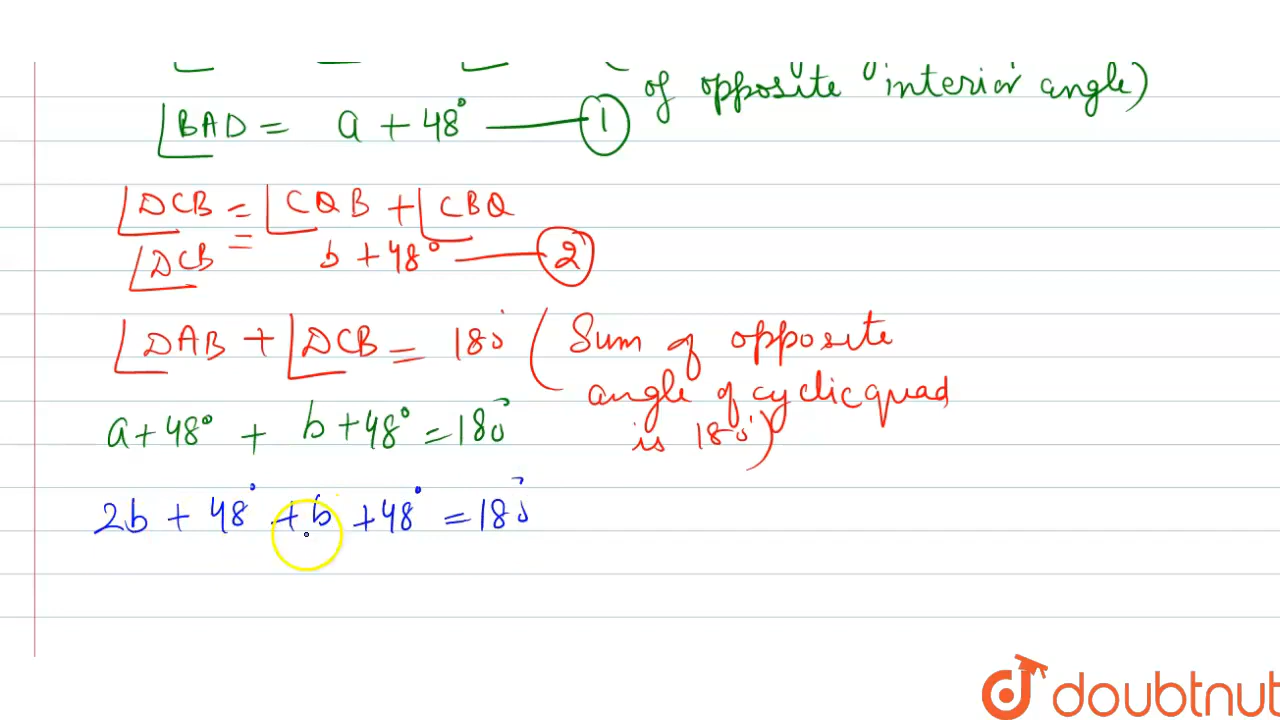 of opposite interior angle)
∠BAD = a + 48° —— ①
∠DCB = ∠CQB + ∠CBQ
∠DCB = b + 48° —— ②
∠DAB + ∠DCB = 180° (Sum of opposite
angle of cyclic quad
is 180°)
a + 48° + b + 48° = 180°
2b + 48° + b + 48° = 180°
doubtnut